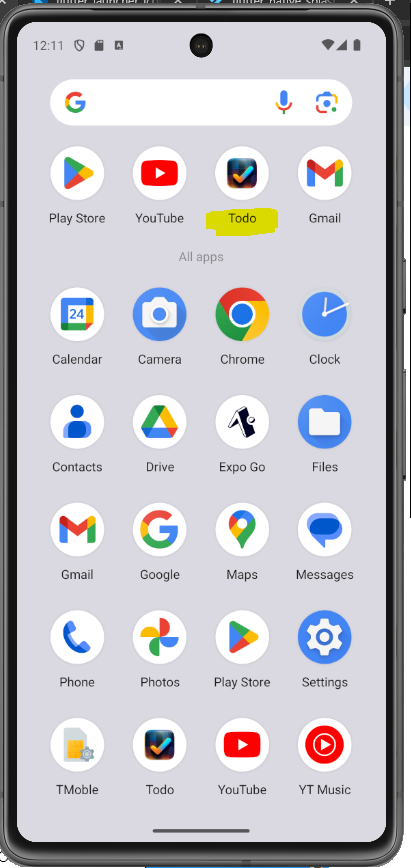 12:11
Play Store YouTube Todo Gmail
All apps
24
Calendar Camera Chrome Clock
Contacts Drive Expo Go Files
Gmail Google Maps Messages
Phone Photos Play Store Settings
TMoble Todo YouTube YT Music